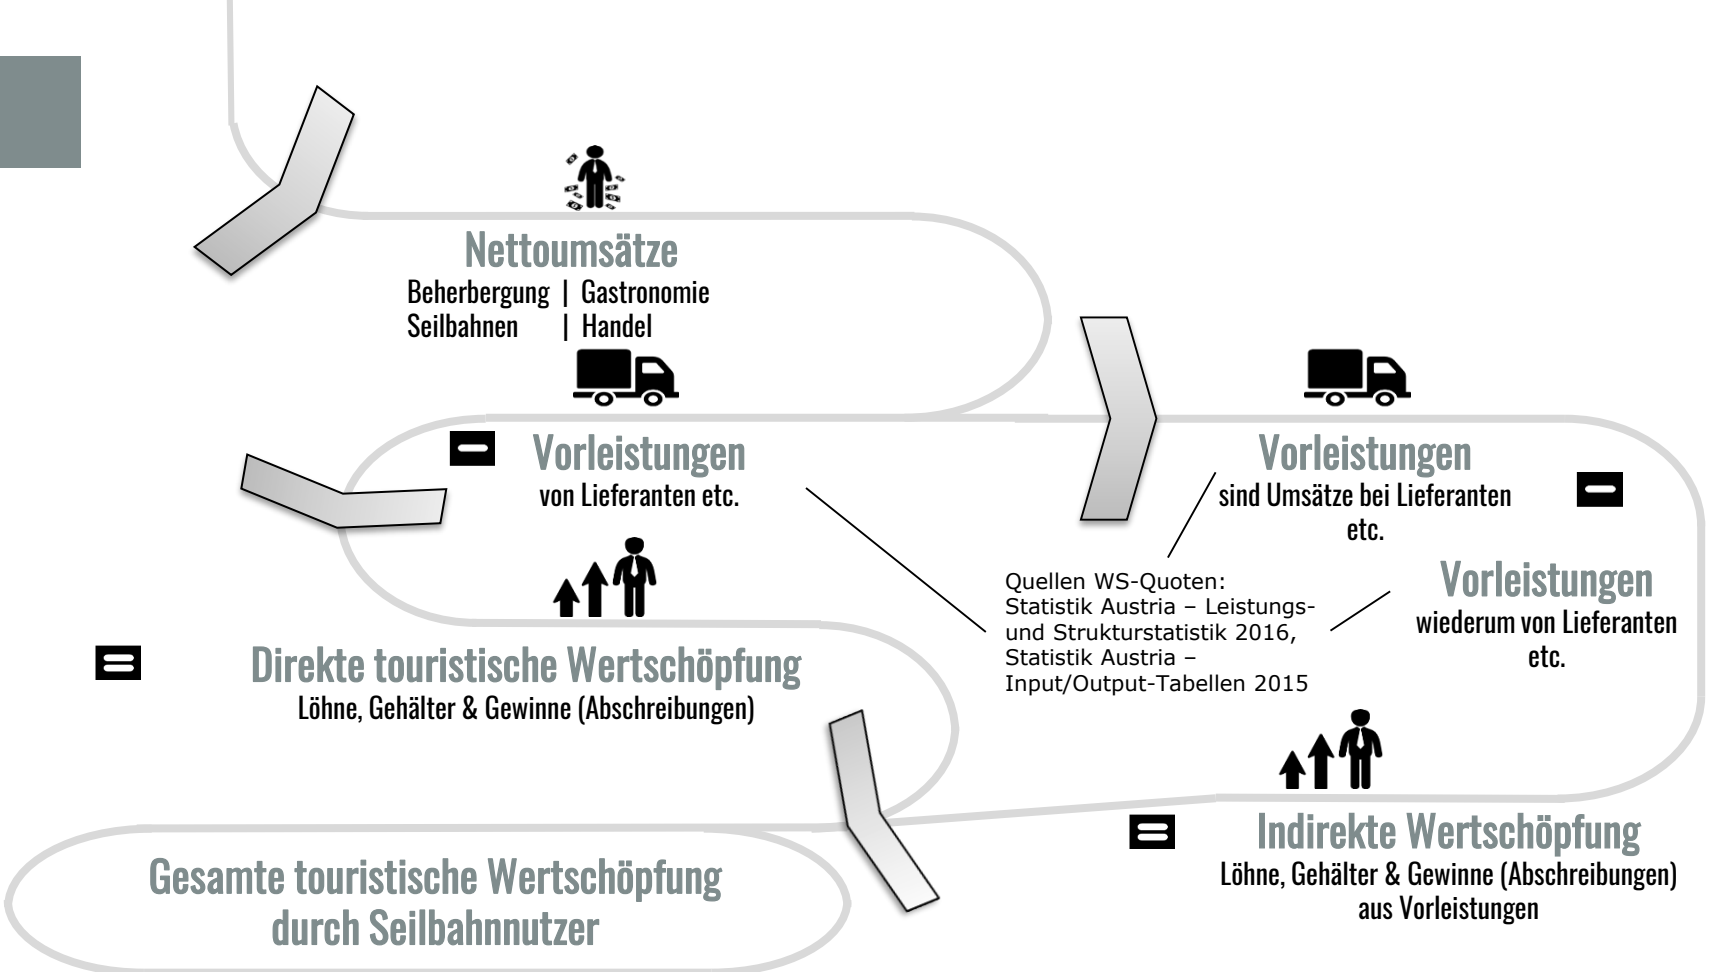 Nettoumsätze
Beherbergung | Gastronomie
Seilbahnen | Handel
Vorleistungen
von Lieferanten etc.
Direkte touristische Wertschöpfung
Löhne, Gehälter & Gewinne (Abschreibungen)
Vorleistungen
sind Umsätze bei Lieferanten
etc.
Vorleistungen
wiederum von Lieferanten
etc.
Quellen WS-Quoten:
Statistik Austria – Leistungs-
und Strukturstatistik 2016,
Statistik Austria –
Input/Output-Tabellen 2015
Indirekte Wertschöpfung
Löhne, Gehälter & Gewinne (Abschreibungen)
aus Vorleistungen
Gesamte touristische Wertschöpfung
durch Seilbahnnutzer